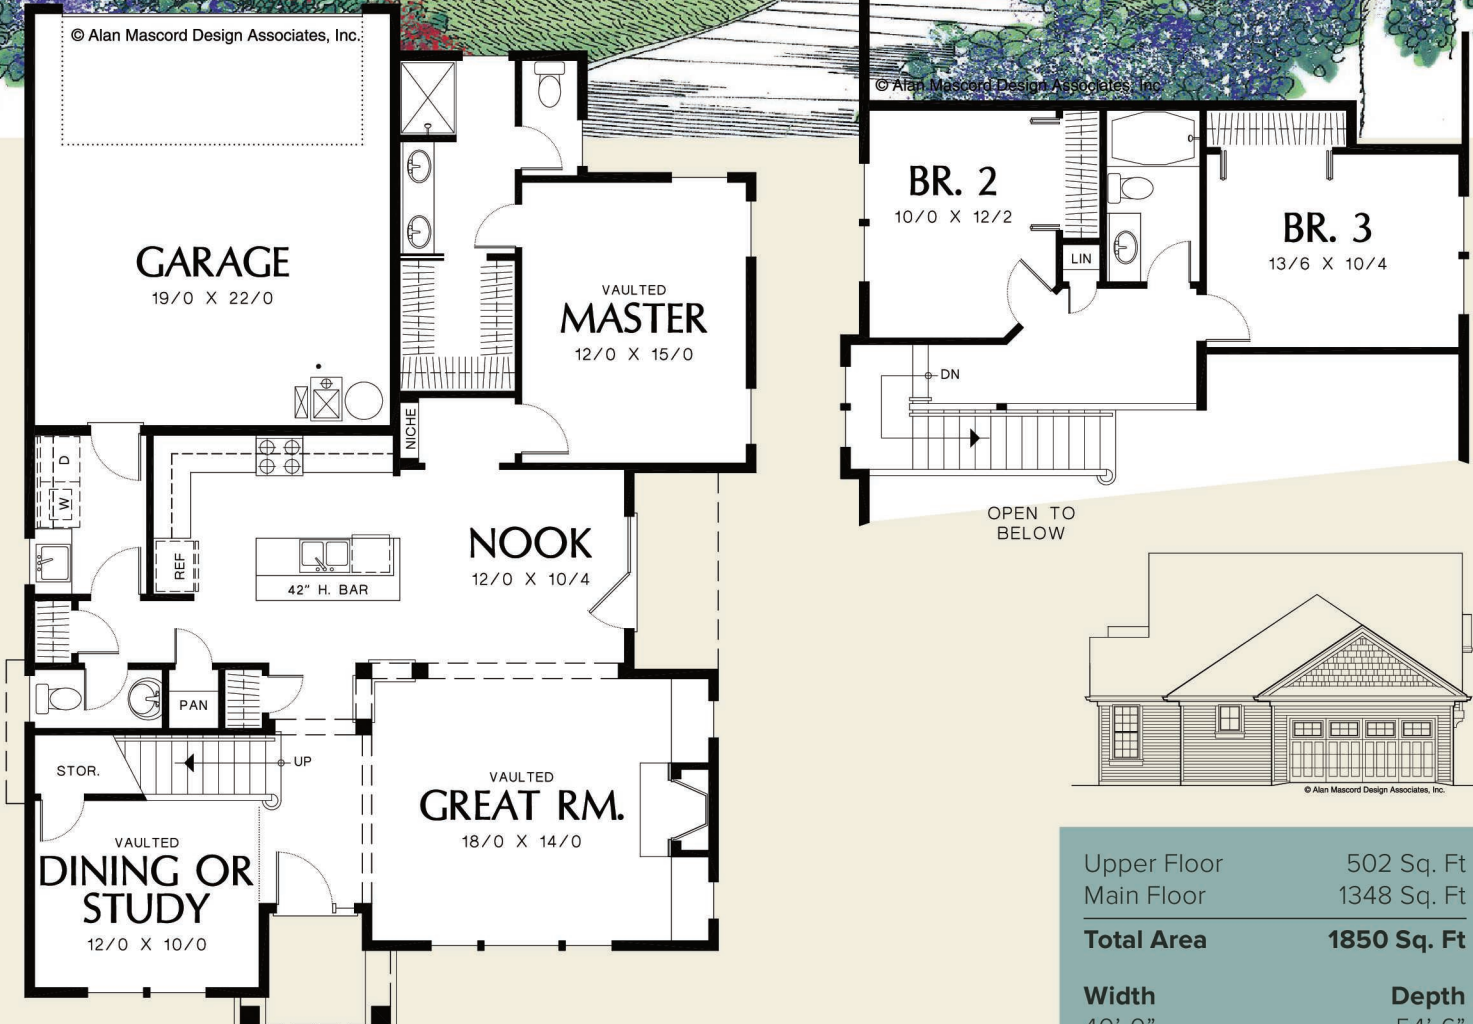 © Alan Mascord Design Associates, Inc.
GARAGE
19/0 X 22/0
VAULTED
MASTER
12/0 X 15/0
NICHE
D
W
REF
42" H. BAR
NOOK
12/0 X 10/4
PAN
STOR.
UP
VAULTED
DINING OR
STUDY
12/0 X 10/0
VAULTED
GREAT RM.
18/0 X 14/0
© Alan Mascord Design Associates, Inc.
BR. 2
10/0 X 12/2
LIN
BR. 3
13/6 X 10/4
DN
OPEN TO
BELOW
© Alan Mascord Design Associates, Inc.
Upper Floor 502 Sq. Ft
Main Floor 1348 Sq. Ft
Total Area 1850 Sq. Ft
Width Depth